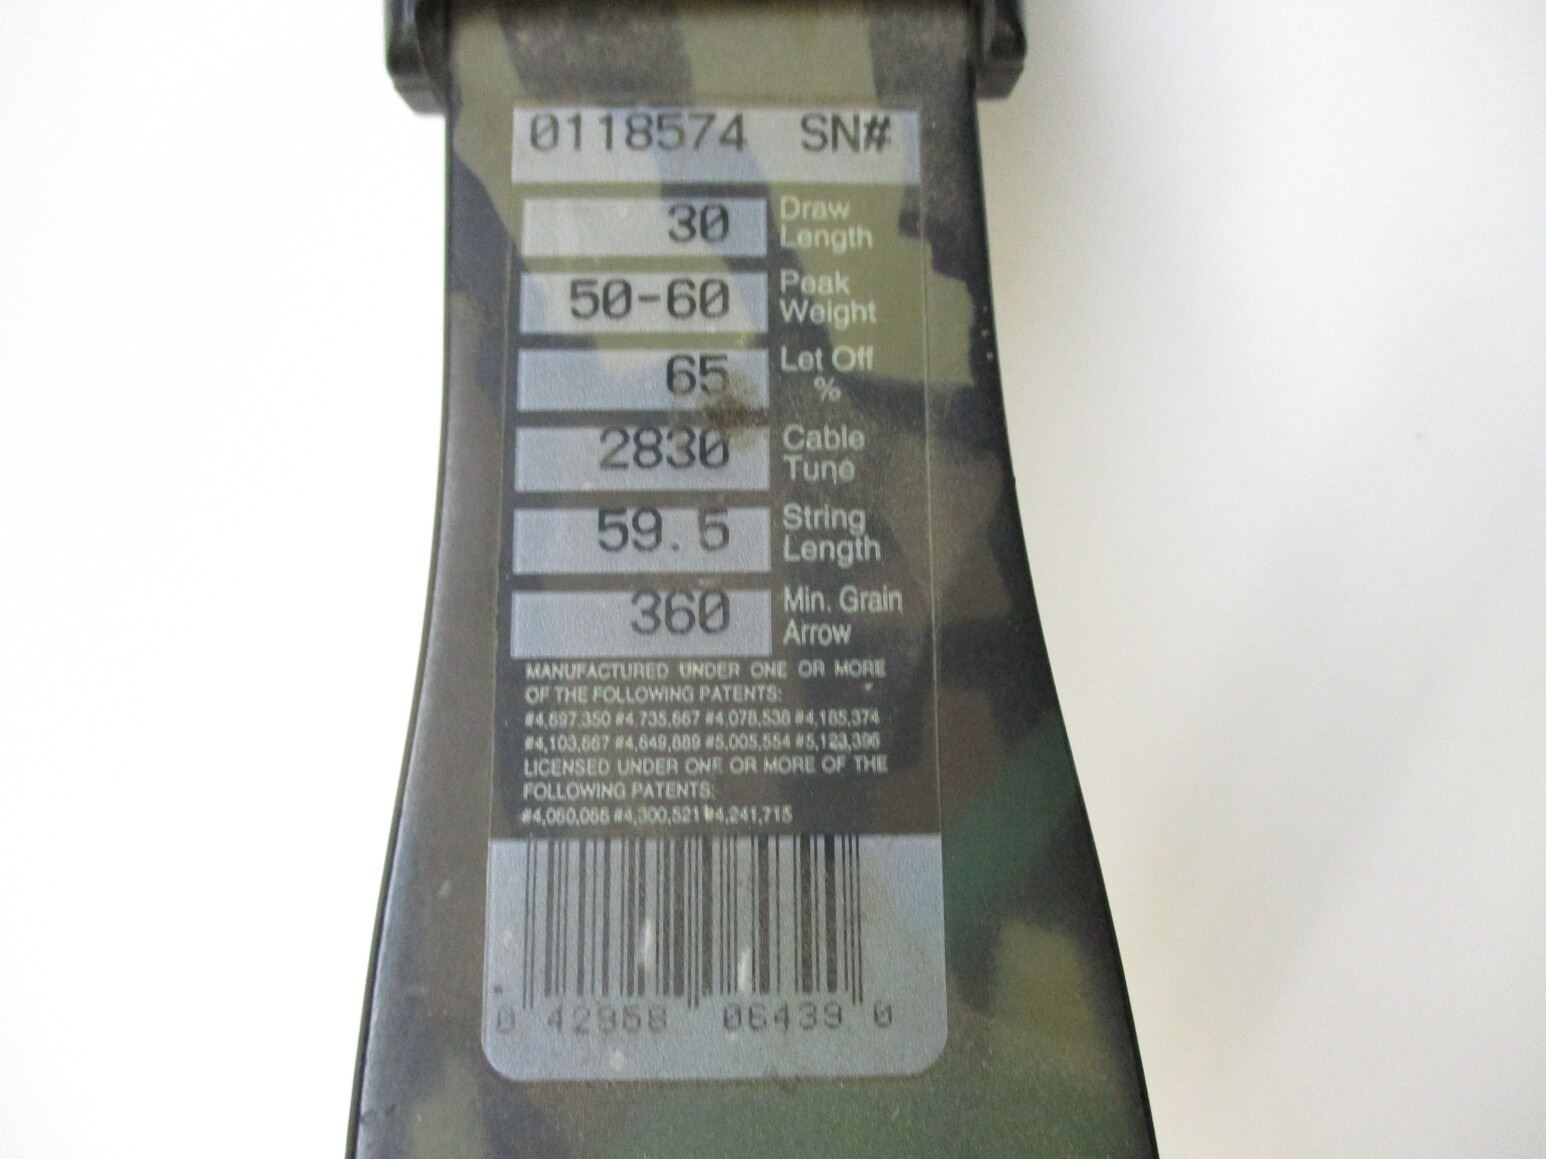 0118574 SN#
30 Draw Length
50-60 Peak Weight
65 Let Off %
2830 Cable Tune
59.5 String Length
360 Min. Grain Arrow
MANUFACTURED UNDER ONE OR MORE
OF THE FOLLOWING PATENTS:
#4,697,350 #4,735,667 #4,078,538 #4,185,374
#4,103,667 #4,649,889 #5,005,554 #5,123,396
LICENSED UNDER ONE OR MORE OF THE
FOLLOWING PATENTS:
#4,060,066 #4,300,521 #4,241,715
0 42958 06439 0